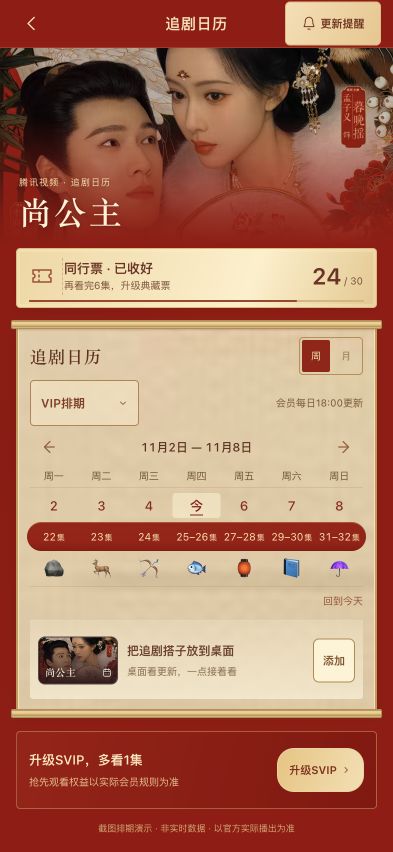 追剧日历
更新提醒
暮晚摇
孟子义 饰
腾讯视频 · 追剧日历
尚公主
同行票 · 已收好
再看完6集，升级典藏票
24 / 30
追剧日历
周 月
VIP排期
会员每日18:00更新
11月2日 — 11月8日
周一 周二 周三 周四 周五 周六 周日
2 3 4 今 6 7 8
22集 23集 24集 25–26集 27–28集 29–30集 31–32集
回到今天
尚公主
把追剧搭子放到桌面
桌面看更新，一点接着看
添加
升级SVIP，多看1集
抢先观看权益以实际会员规则为准
升级SVIP
截图排期演示 · 非实时数据 · 以官方实际播出为准